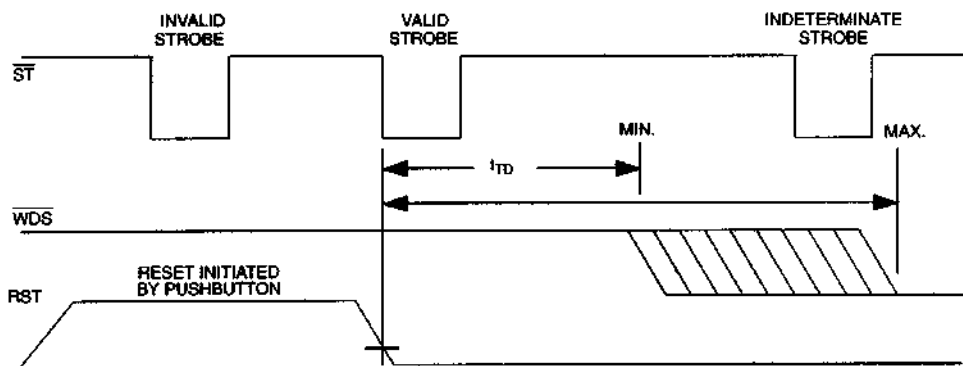 INVALID
STROBE
VALID
STROBE
INDETERMINATE
STROBE
ST
MIN.
MAX.
tTD
WDS
RESET INITIATED
BY PUSHBUTTON
RST